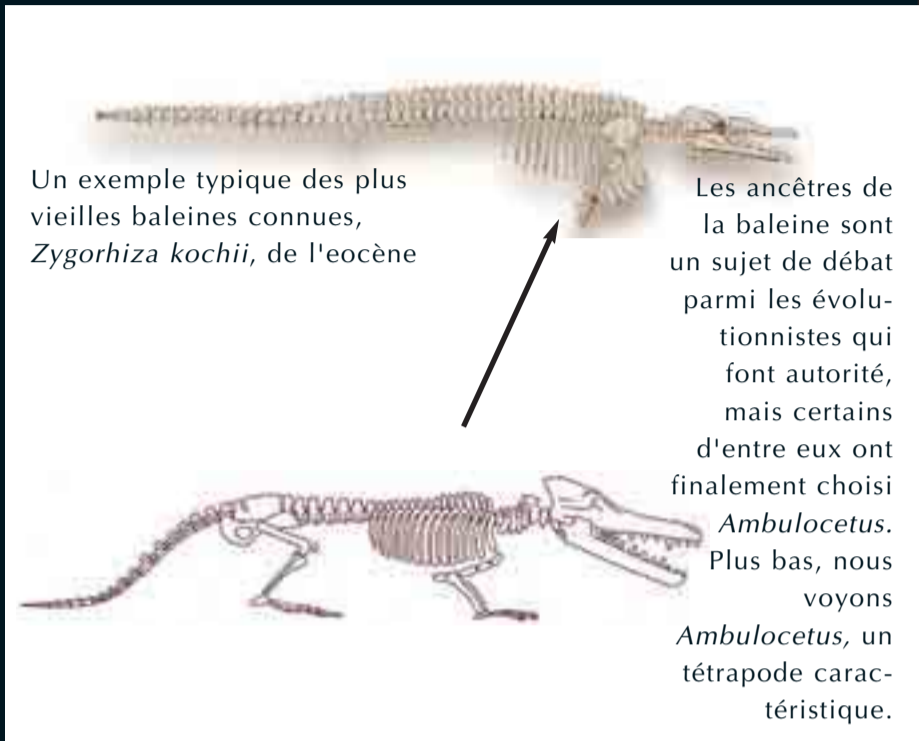 Un exemple typique des plus
vieilles baleines connues,
Zygorhiza kochii, de l'eocène
Les ancêtres de
la baleine sont
un sujet de débat
parmi les évolu-
tionnistes qui
font autorité,
mais certains
d'entre eux ont
finalement choisi
Ambulocetus.
Plus bas, nous
voyons
Ambulocetus, un
tétrapode carac-
téristique.